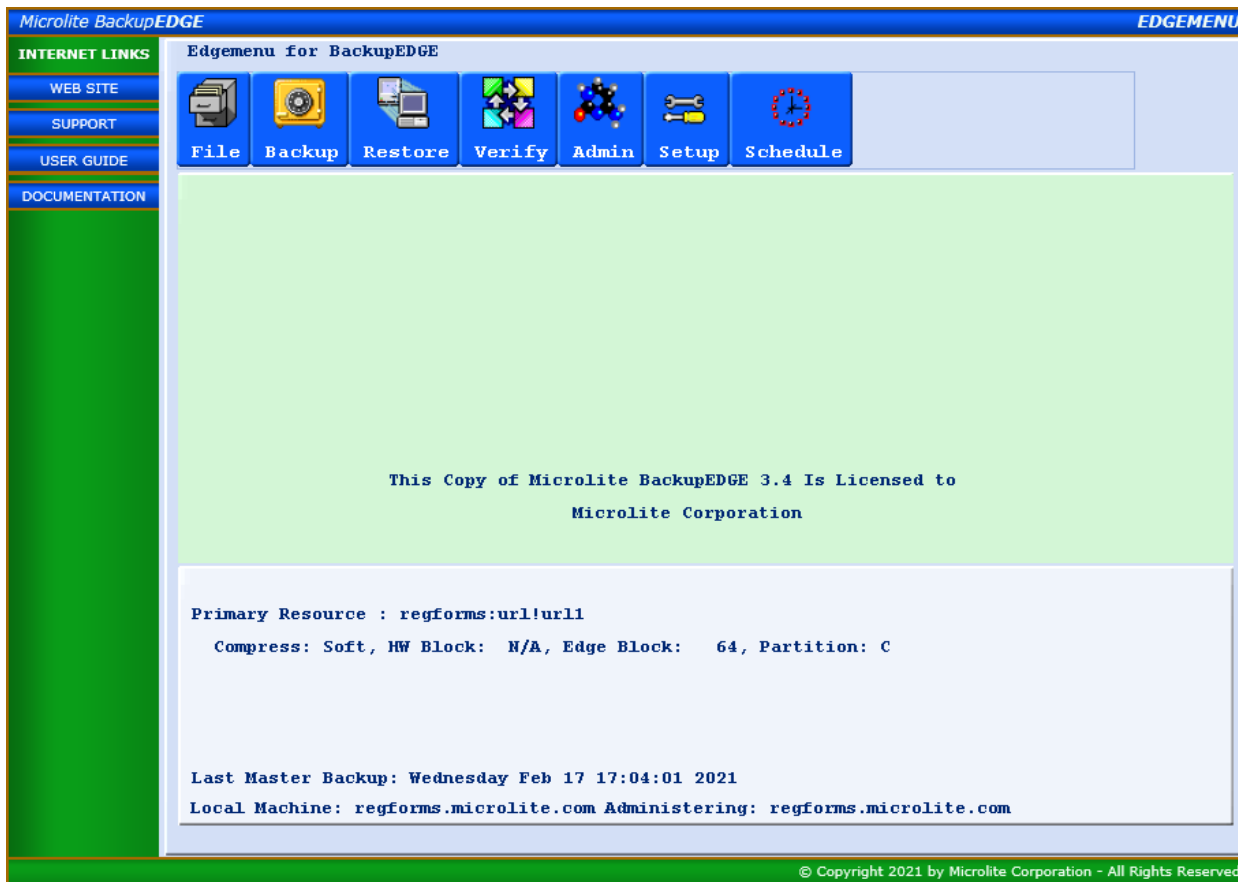 Microlite BackupEDGE
EDGEMENU
INTERNET LINKS
WEB SITE
SUPPORT
USER GUIDE
DOCUMENTATION
Edgemenu for BackupEDGE
File Backup Restore Verify Admin Setup Schedule
This Copy of Microlite BackupEDGE 3.4 Is Licensed to
Microlite Corporation
Primary Resource : regforms:url!url1
Compress: Soft, HW Block: N/A, Edge Block: 64, Partition: C
Last Master Backup: Wednesday Feb 17 17:04:01 2021
Local Machine: regforms.microlite.com Administering: regforms.microlite.com
© Copyright 2021 by Microlite Corporation - All Rights Reserved